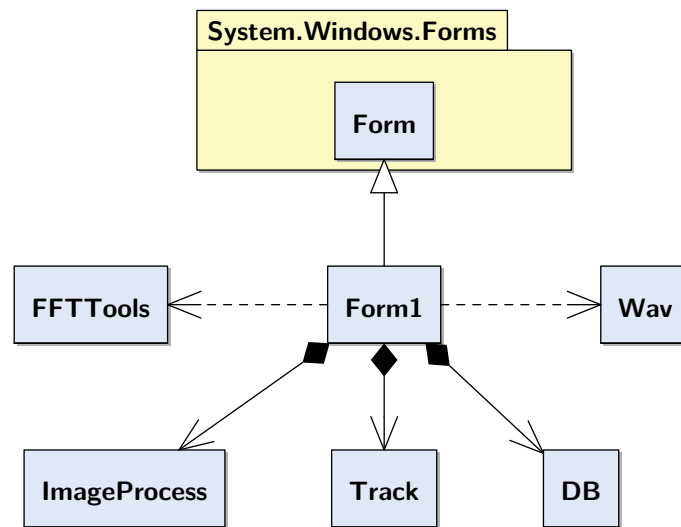 System.Windows.Forms
Form
FFTTools
Form1
Wav
ImageProcess
Track
DB